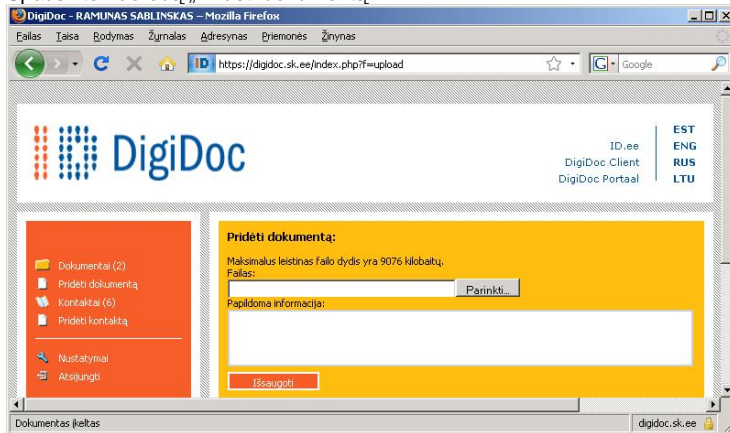 DigiDoc - RAMUNAS SABLINSKAS – Mozilla Firefox
Failas Taisa Rodymas Žurnalas Adresynas Priemonės Žinynas
ID https://digidoc.sk.ee/index.php?f=upload G Google
DigiDoc
EST
ID.ee ENG
DigiDoc Client RUS
DigiDoc Portaal LTU
Dokumentai (2)
Pridėti dokumentą
Kontaktai (6)
Pridėti kontaktą
Nustatymai
Atsijungti
Pridėti dokumentą:
Maksimalus leistinas failo dydis yra 9076 kilobaitų.
Failas:
Parinkti...
Papildoma informacija:
Išsaugoti
Dokumentas įkeltas digidoc.sk.ee